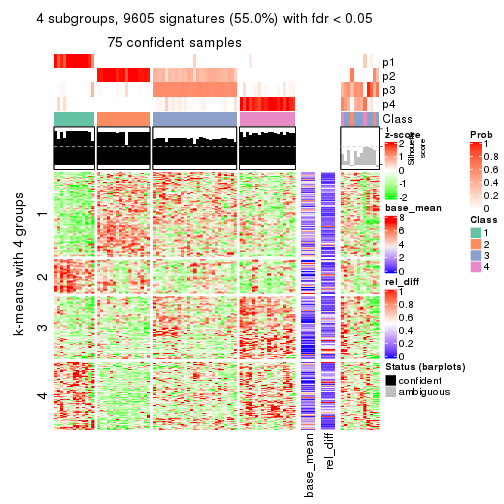 4 subgroups, 9605 signatures (55.0%) with fdr < 0.05
75 confident samples
p1
p2
p3
p4
Class
1
Silhouette
score
k-means with 4 groups
1
2
3
4
base_mean
rel_diff
z-score
2
1
0
-1
-2
base_mean
8
6
4
2
0
rel_diff
1
0.8
0.6
0.4
0.2
0
Status (barplots)
confident
ambiguous
Prob
1
0.8
0.6
0.4
0.2
0
Class
1
2
3
4